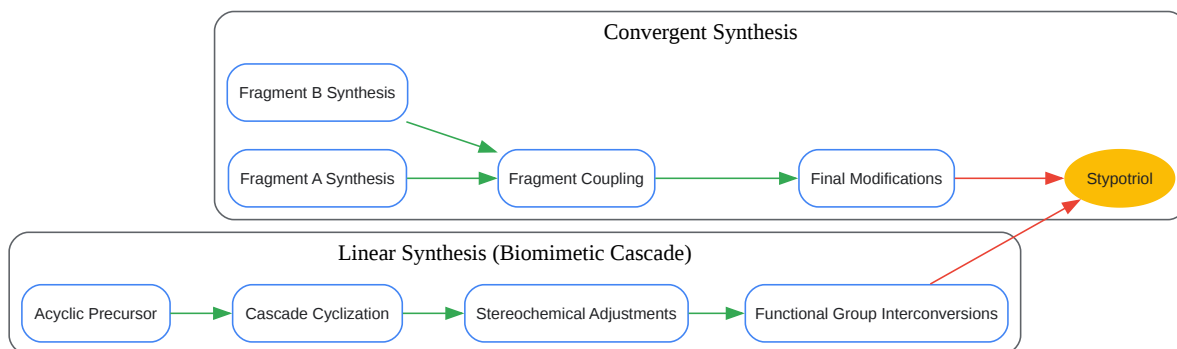 Convergent Synthesis
Fragment B Synthesis
Fragment A Synthesis
Fragment Coupling
Final Modifications
Stypotriol
Linear Synthesis (Biomimetic Cascade)
Acyclic Precursor
Cascade Cyclization
Stereochemical Adjustments
Functional Group Interconversions